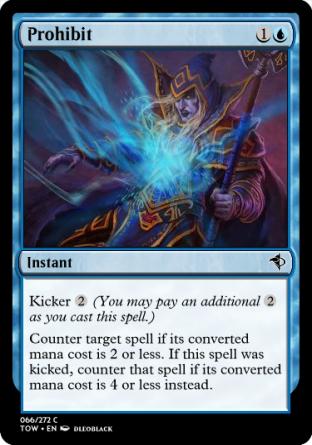 Prohibit 1
Instant
Kicker 2 (You may pay an additional 2
as you cast this spell.)
Counter target spell if its converted
mana cost is 2 or less. If this spell was
kicked, counter that spell if its converted
mana cost is 4 or less instead.
066/272 C
TOW • EN DLEOBLACK